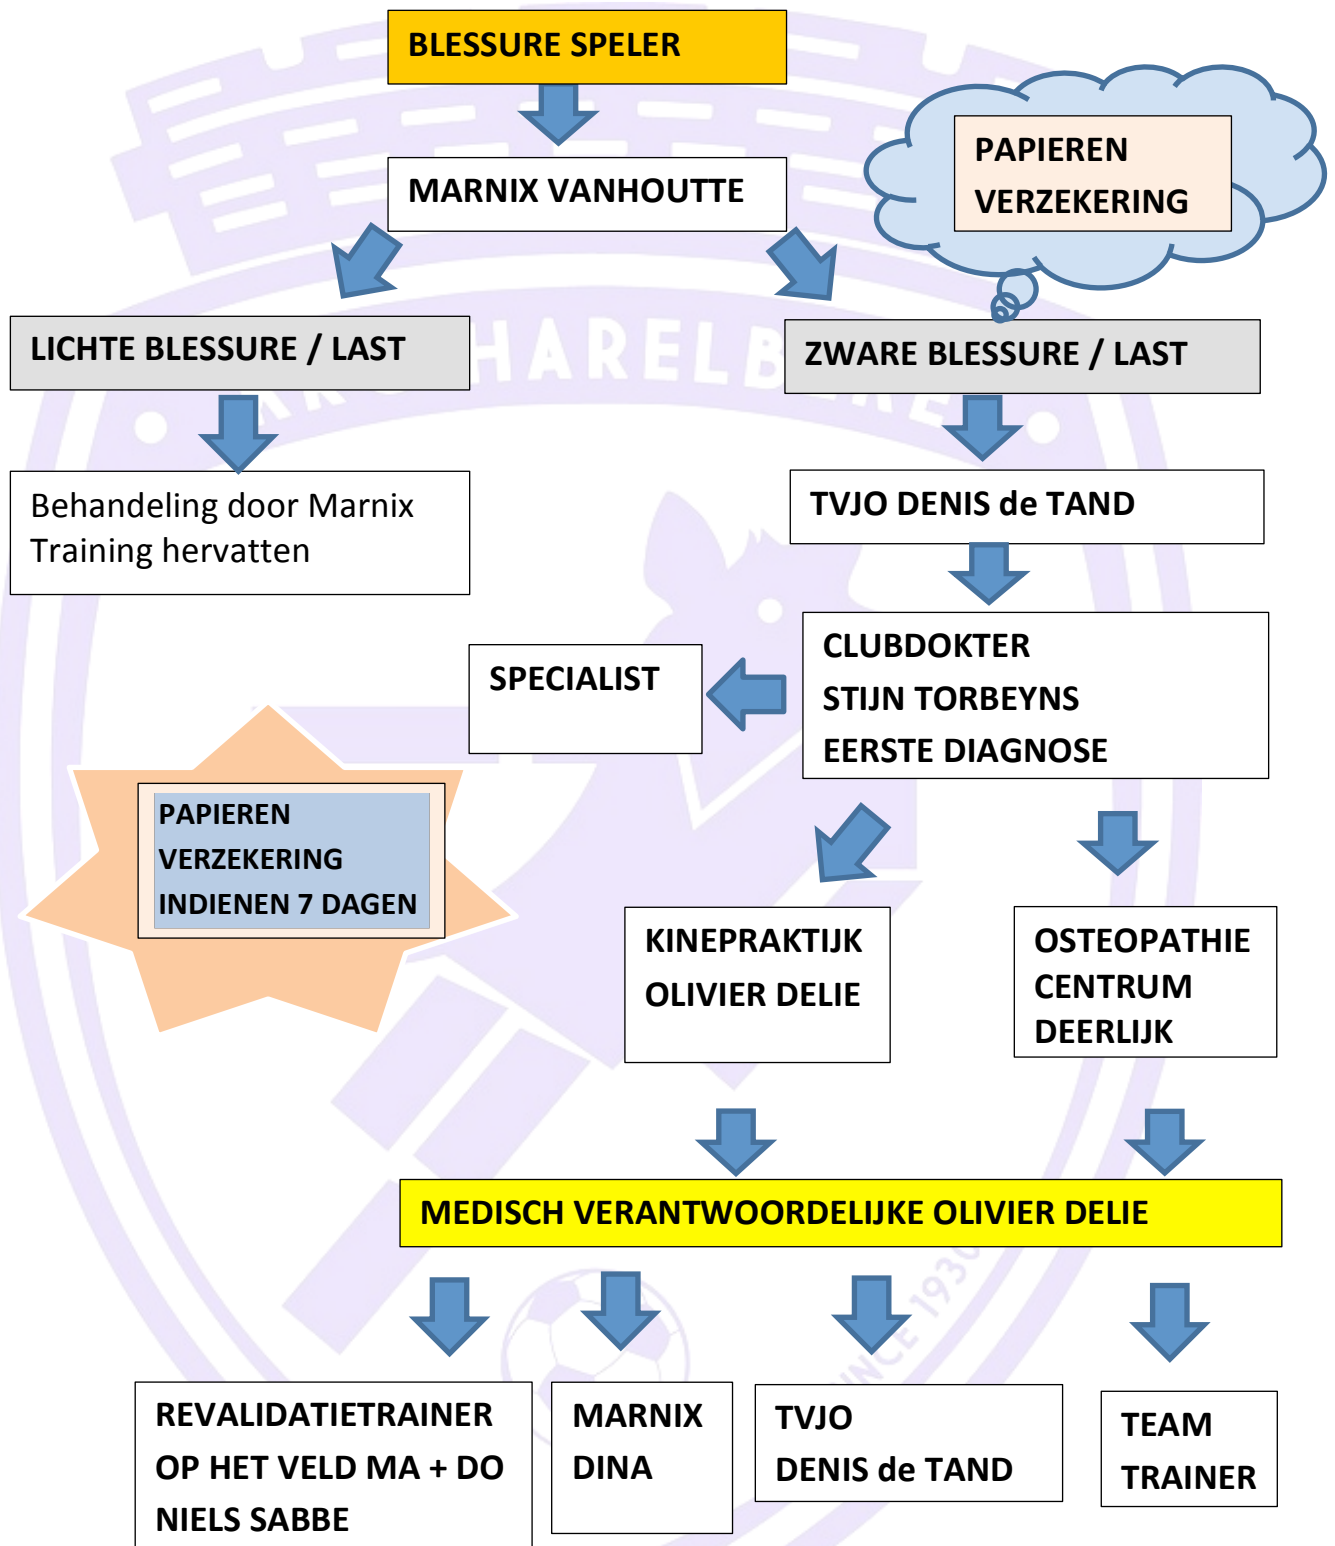 BLESSURE SPELER
PAPIEREN
VERZEKERING
MARNIX VANHOUTTE
LICHTE BLESSURE / LAST
ZWARE BLESSURE / LAST
HARELB
Behandeling door Marnix
Training hervatten
TVJO DENIS de TAND
CLUBDOKTER
STIJN TORBEYNS
EERSTE DIAGNOSE
SPECIALIST
PAPIEREN
VERZEKERING
INDIENEN 7 DAGEN
KINEPRAKTIJK
OLIVIER DELIE
OSTEOPATHIE
CENTRUM
DEERLIJK
MEDISCH VERANTWOORDELIJKE OLIVIER DELIE
SINCE 1930
REVALIDATIETRAINER
OP HET VELD MA + DO
NIELS SABBE
MARNIX
DINA
TVJO
DENIS de TAND
TEAM
TRAINER